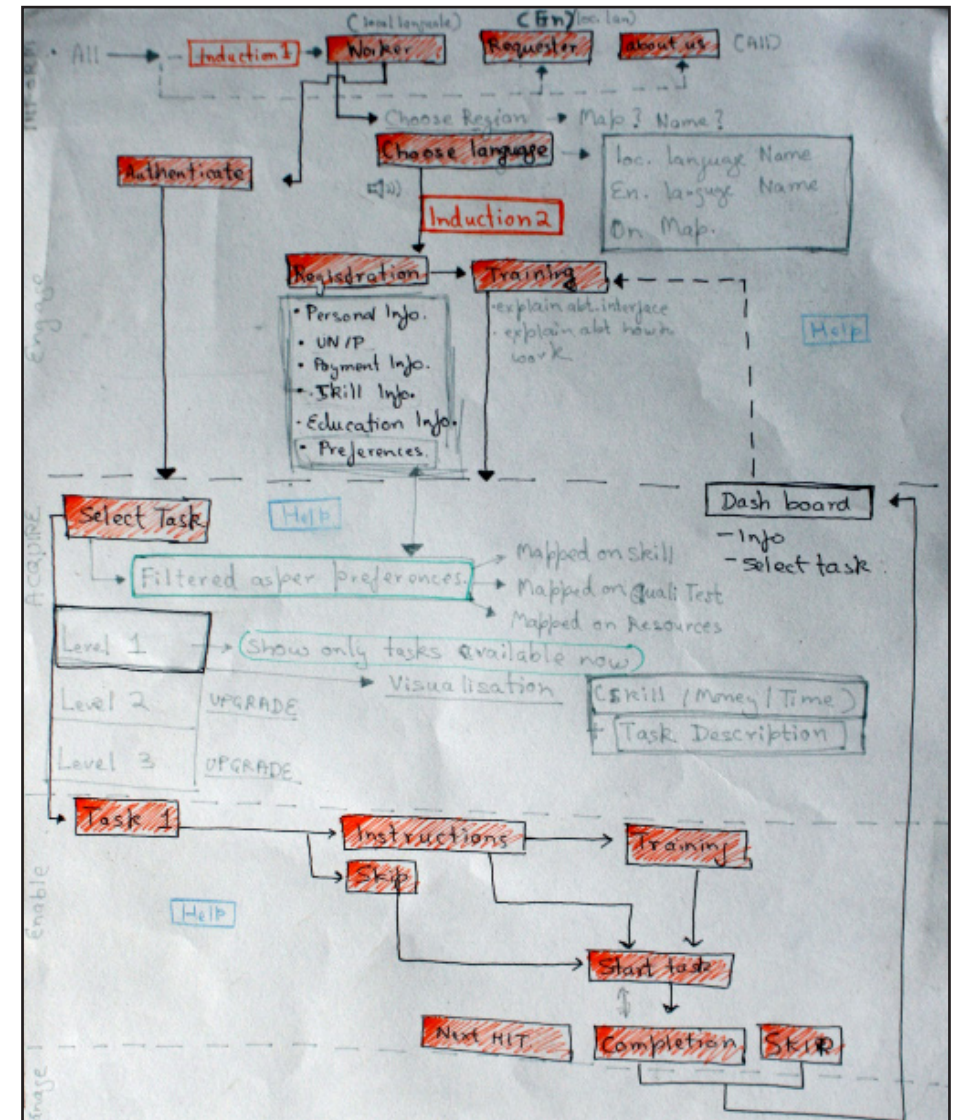 (local language)
(En)/loc. lan)
INFORM
All
Induction 1
Worker
Requester
about us
(All)
Choose Region
Map? Name?
Choose language
loc. language Name
En. languge Name
On Map.
Authenticate
Induction 2
Engage
Registration
Training
• Personal Info.
• UN/P
• Payment Info.
• Skill Info.
• Education Info.
• Preferences.
• explain abt. interface
• explain abt how
work
Help
Dash board
- Info
- Select task
ACQUIRE
Select Task
Help
Filtered as per preferences.
Mapped on Skill
Mapped on Quali Test
Mapped on Resources
Level 1
Show only tasks available now
Visualisation
(Skill / Money / Time)
+ Task Description
Level 2
UPGRADE
Level 3
UPGRADE
Enable
Task 1
Instructions
Training
Skip
Help
Start task
Next HIT
Completion
SKIP